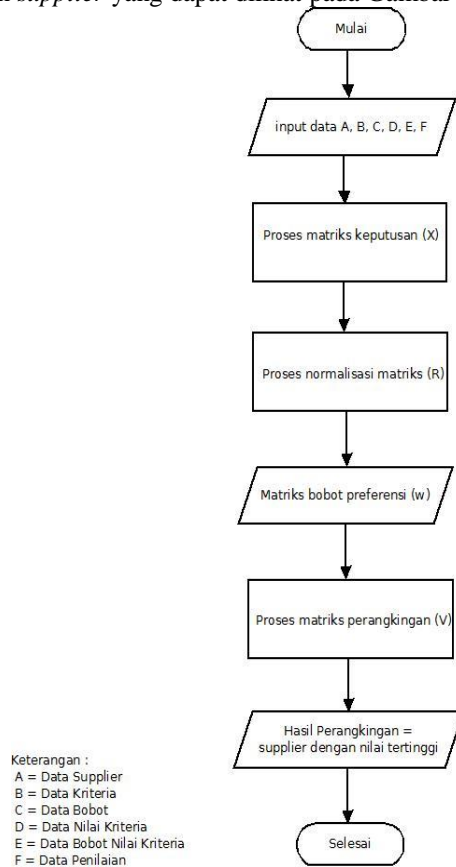 supplier yang dapat dilihat pada Gambar
Mulai
input data A, B, C, D, E, F
Proses matriks keputusan (X)
Proses normalisasi matriks (R)
Matriks bobot preferensi (w)
Proses matriks perangkingan (V)
Hasil Perangkingan =
supplier dengan nilai tertinggi
Selesai
Keterangan :
A = Data Supplier
B = Data Kriteria
C = Data Bobot
D = Data Nilai Kriteria
E = Data Bobot Nilai Kriteria
F = Data Penilaian